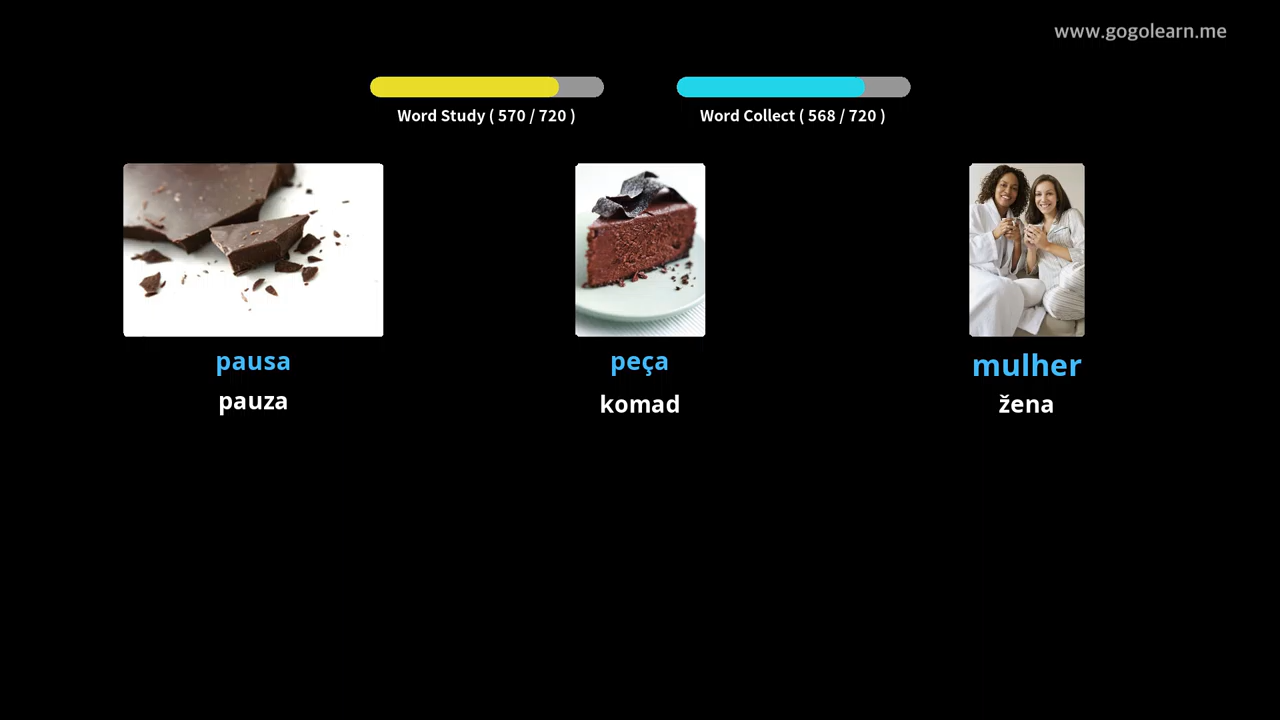 www.gogolearn.me
Word Study ( 570 / 720 )
Word Collect ( 568 / 720 )
pausa
peça
mulher
pauza
komad
žena